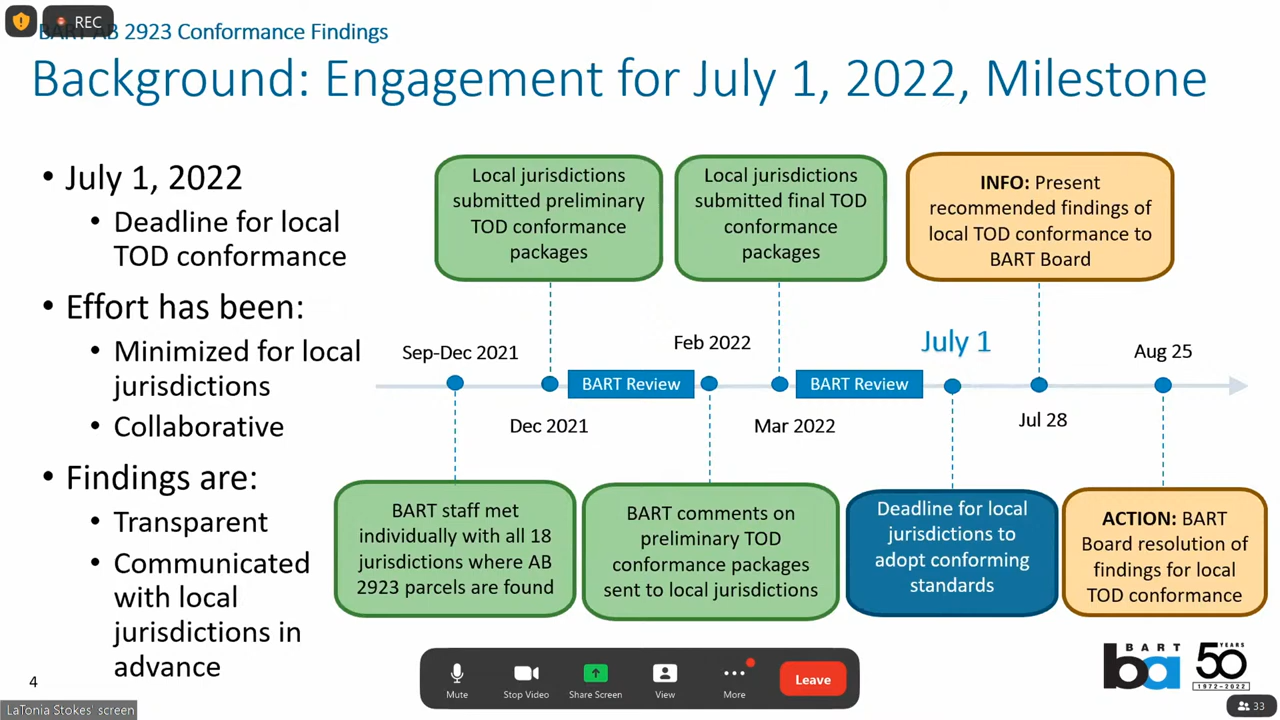 REC
BART AB 2923 Conformance Findings
Background: Engagement for July 1, 2022, Milestone
• July 1, 2022
• Deadline for local
TOD conformance
• Effort has been:
• Minimized for local
jurisdictions
• Collaborative
• Findings are:
• Transparent
• Communicated
with local
jurisdictions in
advance
Local jurisdictions
submitted preliminary
TOD conformance
packages
Local jurisdictions
submitted final TOD
conformance
packages
INFO: Present
recommended findings of
local TOD conformance to
BART Board
Sep-Dec 2021
Dec 2021
BART Review
Feb 2022
Mar 2022
BART Review
July 1
Jul 28
Aug 25
BART staff met
individually with all 18
jurisdictions where AB
2923 parcels are found
BART comments on
preliminary TOD
conformance packages
sent to local jurisdictions
Deadline for local
jurisdictions to
adopt conforming
standards
ACTION: BART
Board resolution of
findings for local
TOD conformance
4
LaTonia Stokes' screen
Mute
Stop Video
Share Screen
View
More
Leave
BART
ba
50
YEARS
1972-2022
33